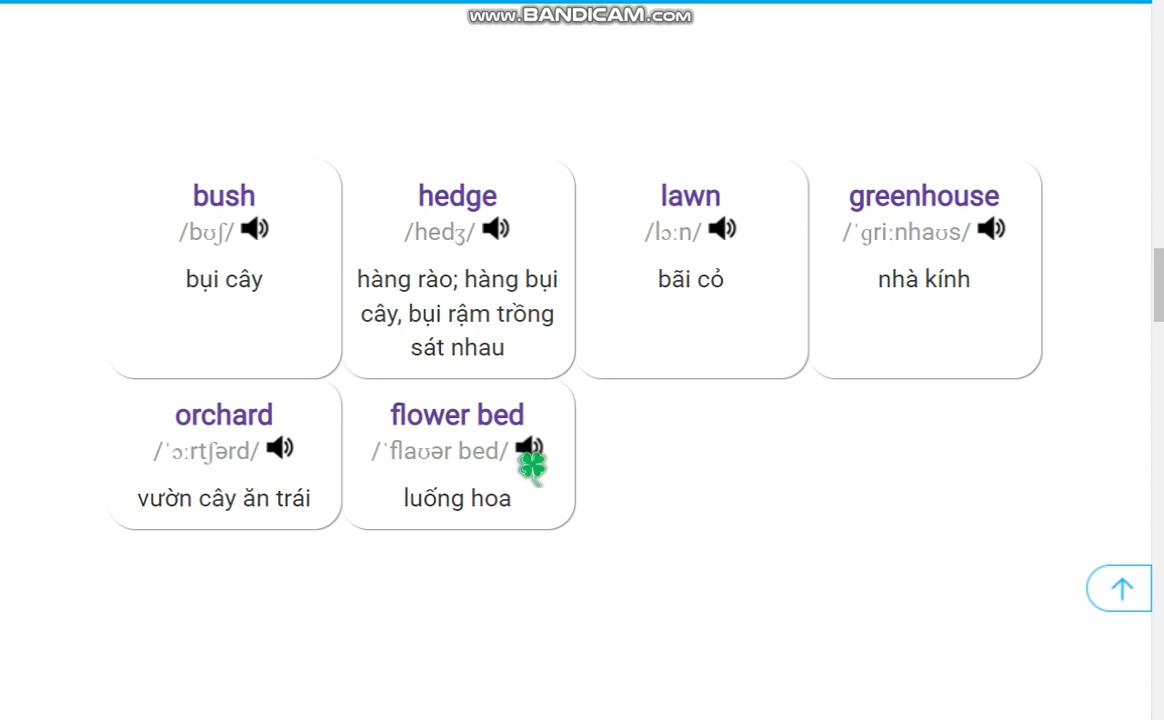 www.BANDICAM.com
bush
/bʊʃ/
bụi cây
hedge
/hedʒ/
hàng rào; hàng bụi
cây, bụi rậm trồng
sát nhau
lawn
/lɔːn/
bãi cỏ
greenhouse
/ˈɡriːnhaʊs/
nhà kính
orchard
/ˈɔːrtʃərd/
vườn cây ăn trái
flower bed
/ˈflaʊər bed/
luống hoa